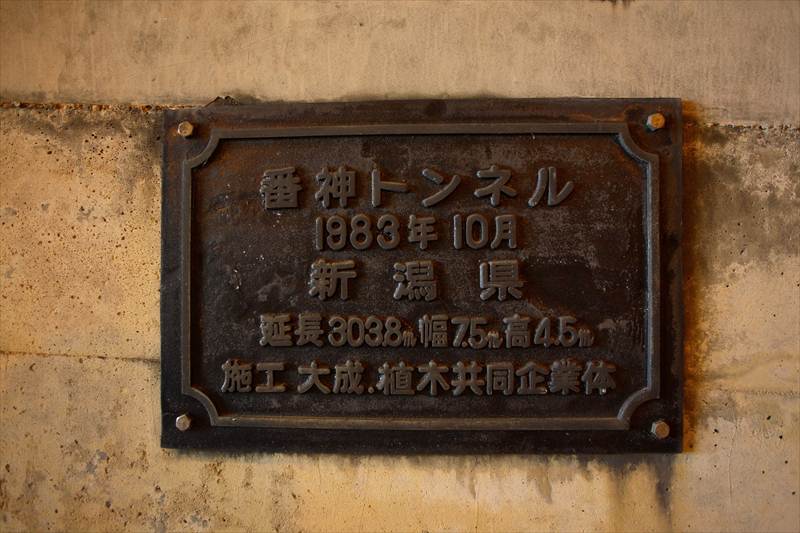 番神トンネル
1983年10月
新潟県
延長303.8m 幅7.5m 高4.5m
施工 大成.植木共同企業体